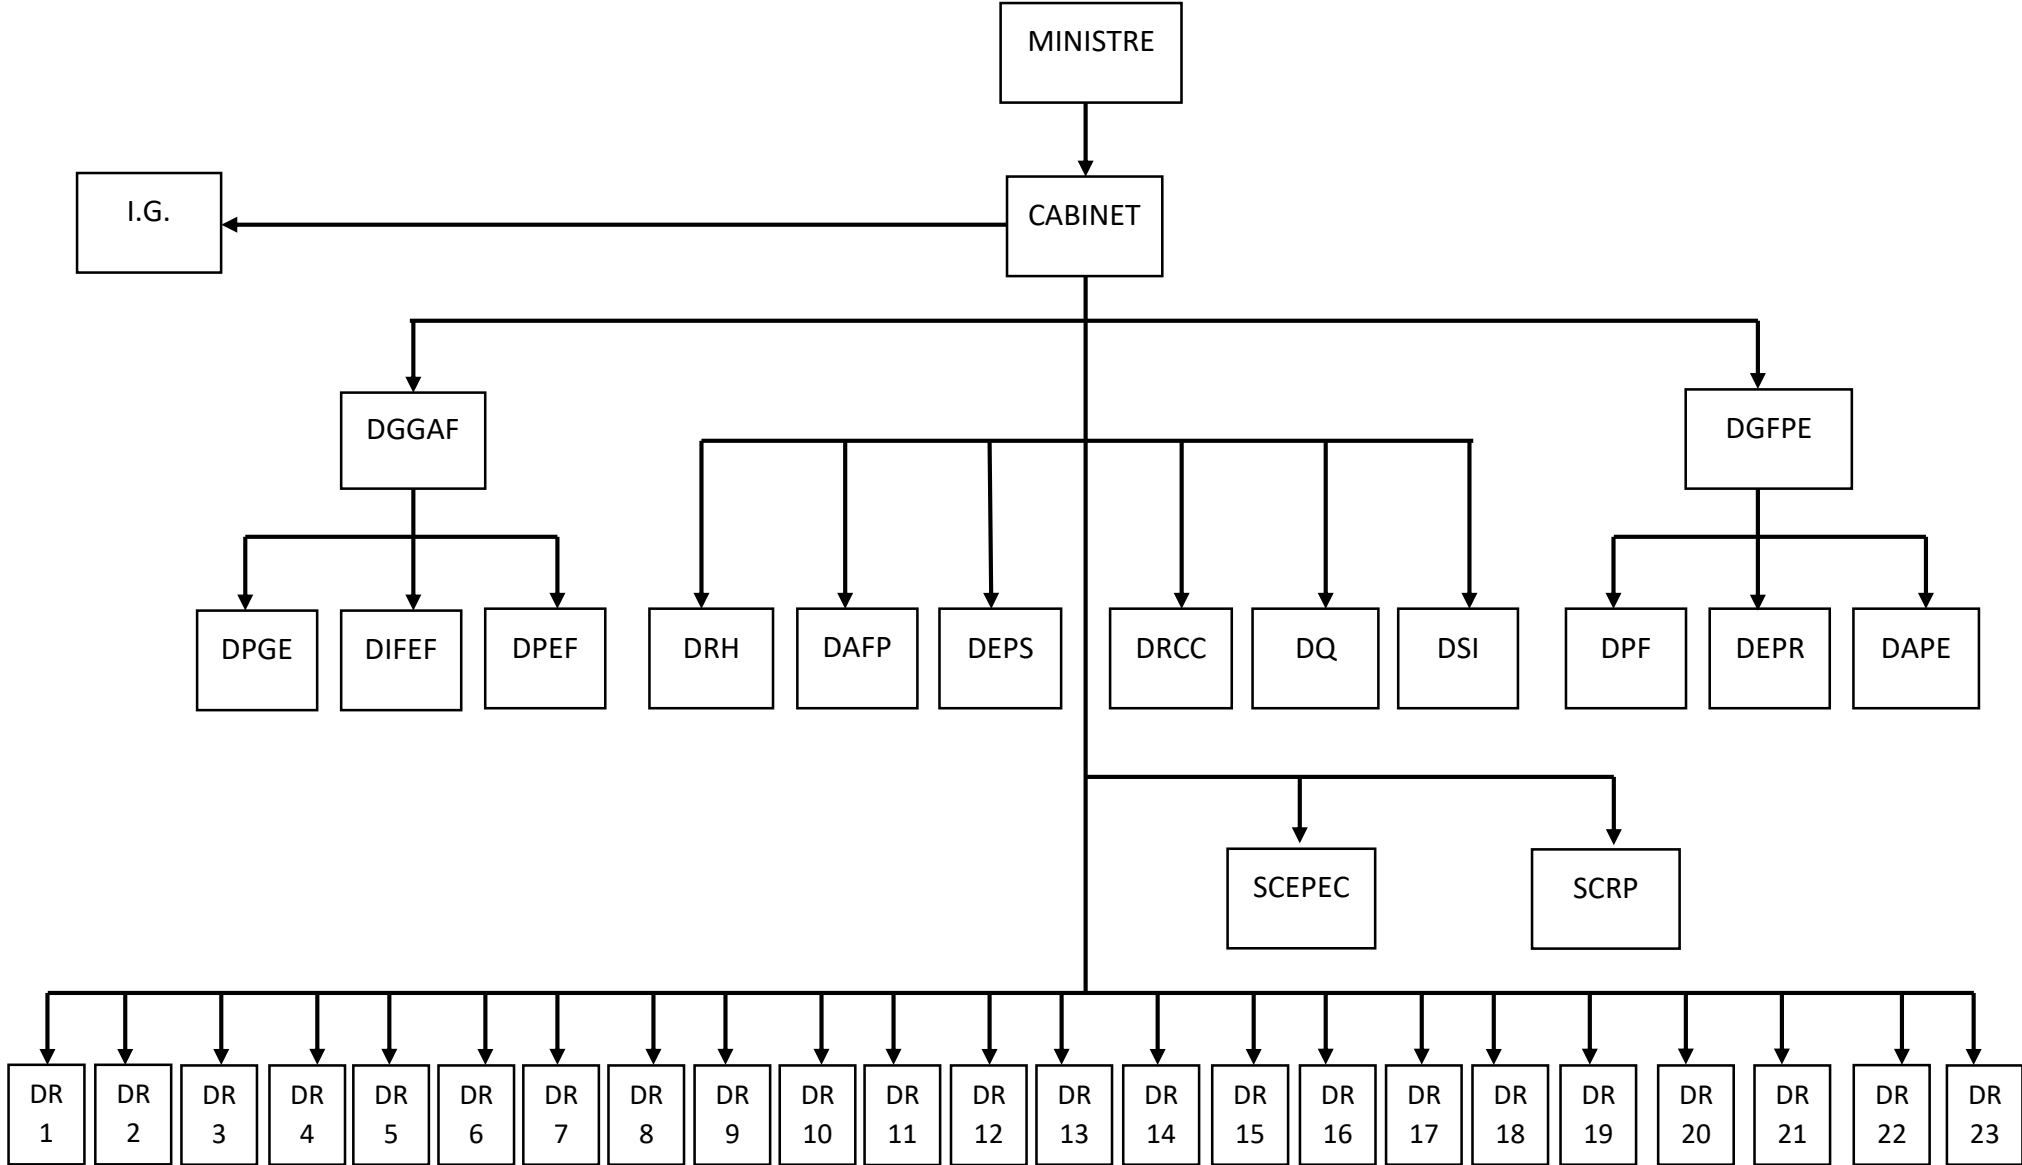 MINISTRE
I.G.
CABINET
DGGAF
DGFPE
DPGE
DIFEF
DPEF
DRH
DAFP
DEPS
DRCC
DQ
DSI
DPF
DEPR
DAPE
SCEPEC
SCRP
DR
1
DR
2
DR
3
DR
4
DR
5
DR
6
DR
7
DR
8
DR
9
DR
10
DR
11
DR
12
DR
13
DR
14
DR
15
DR
16
DR
17
DR
18
DR
19
DR
20
DR
21
DR
22
DR
23